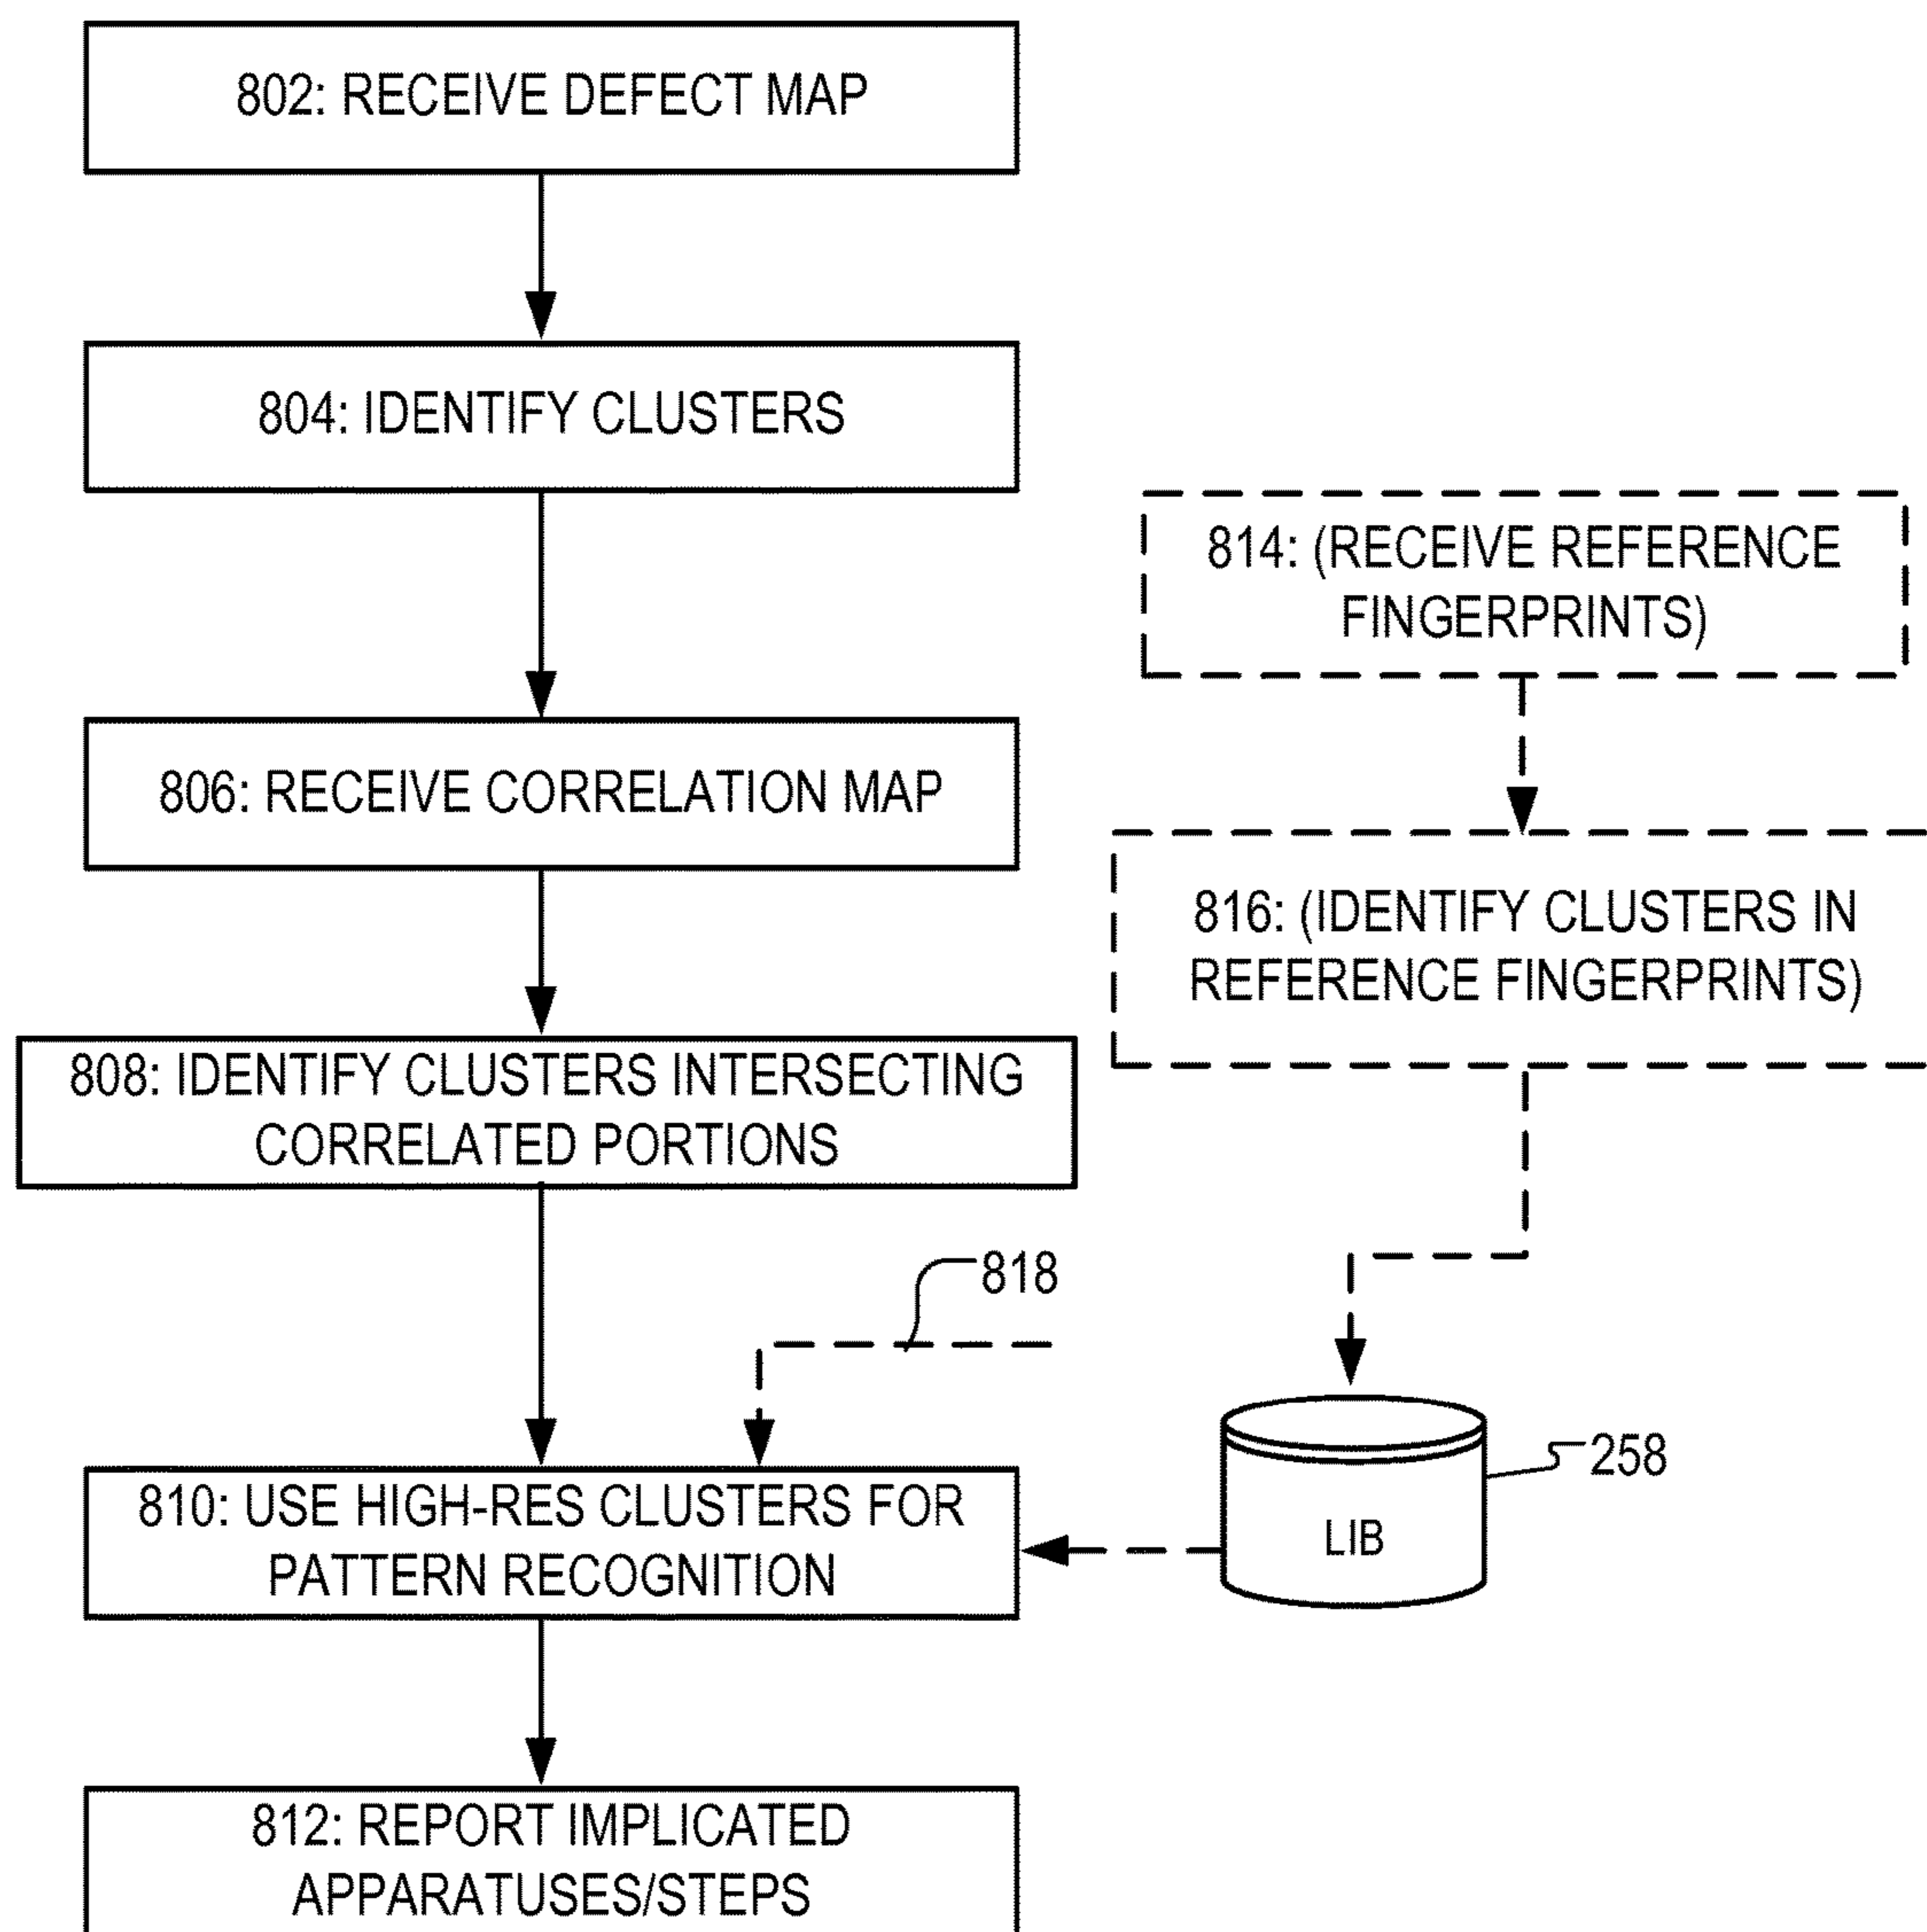 802: RECEIVE DEFECT MAP
804: IDENTIFY CLUSTERS
814: (RECEIVE REFERENCE
FINGERPRINTS)
806: RECEIVE CORRELATION MAP
816: (IDENTIFY CLUSTERS IN
REFERENCE FINGERPRINTS)
808: IDENTIFY CLUSTERS INTERSECTING
CORRELATED PORTIONS
818
258
LIB
810: USE HIGH-RES CLUSTERS FOR
PATTERN RECOGNITION
812: REPORT IMPLICATED
APPARATUSES/STEPS